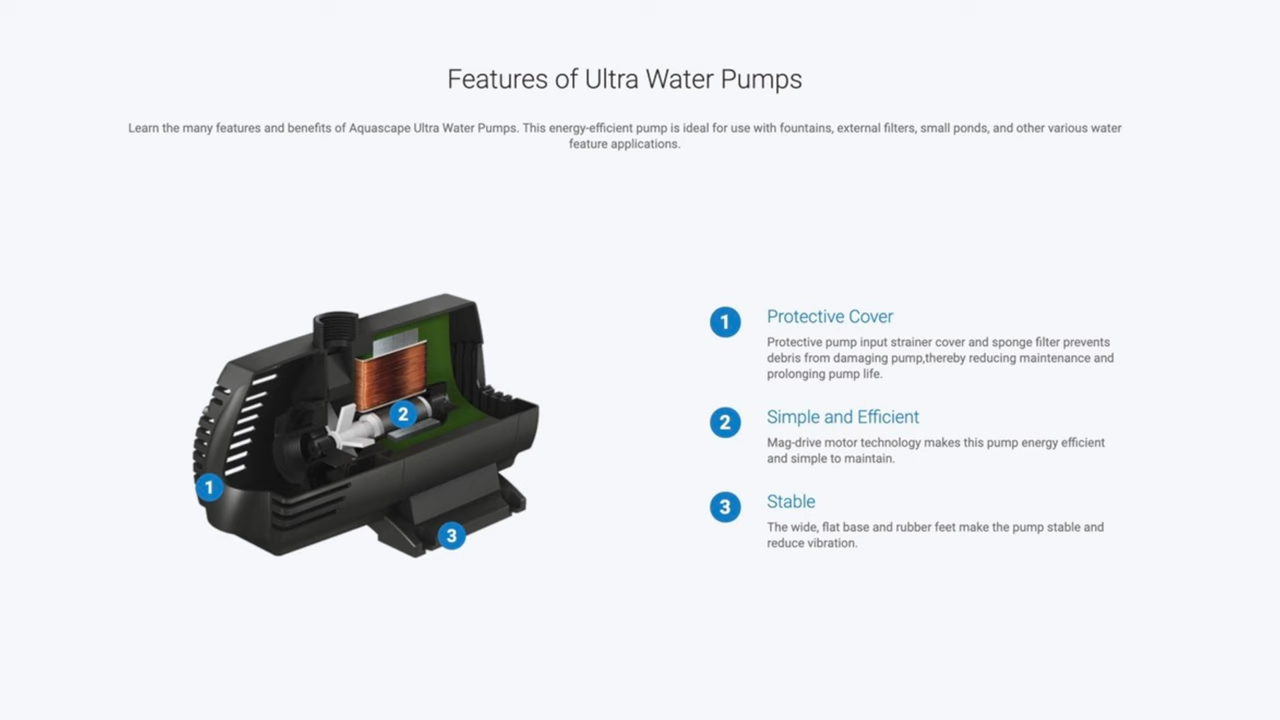 Features of Ultra Water Pumps
Learn the many features and benefits of Aquascape Ultra Water Pumps. This energy-efficient pump is ideal for use with fountains, external filters, small ponds, and other various water
feature applications.
1
2
3
1 Protective Cover
Protective pump input strainer cover and sponge filter prevents
debris from damaging pump,thereby reducing maintenance and
prolonging pump life.
2 Simple and Efficient
Mag-drive motor technology makes this pump energy efficient
and simple to maintain.
3 Stable
The wide, flat base and rubber feet make the pump stable and
reduce vibration.